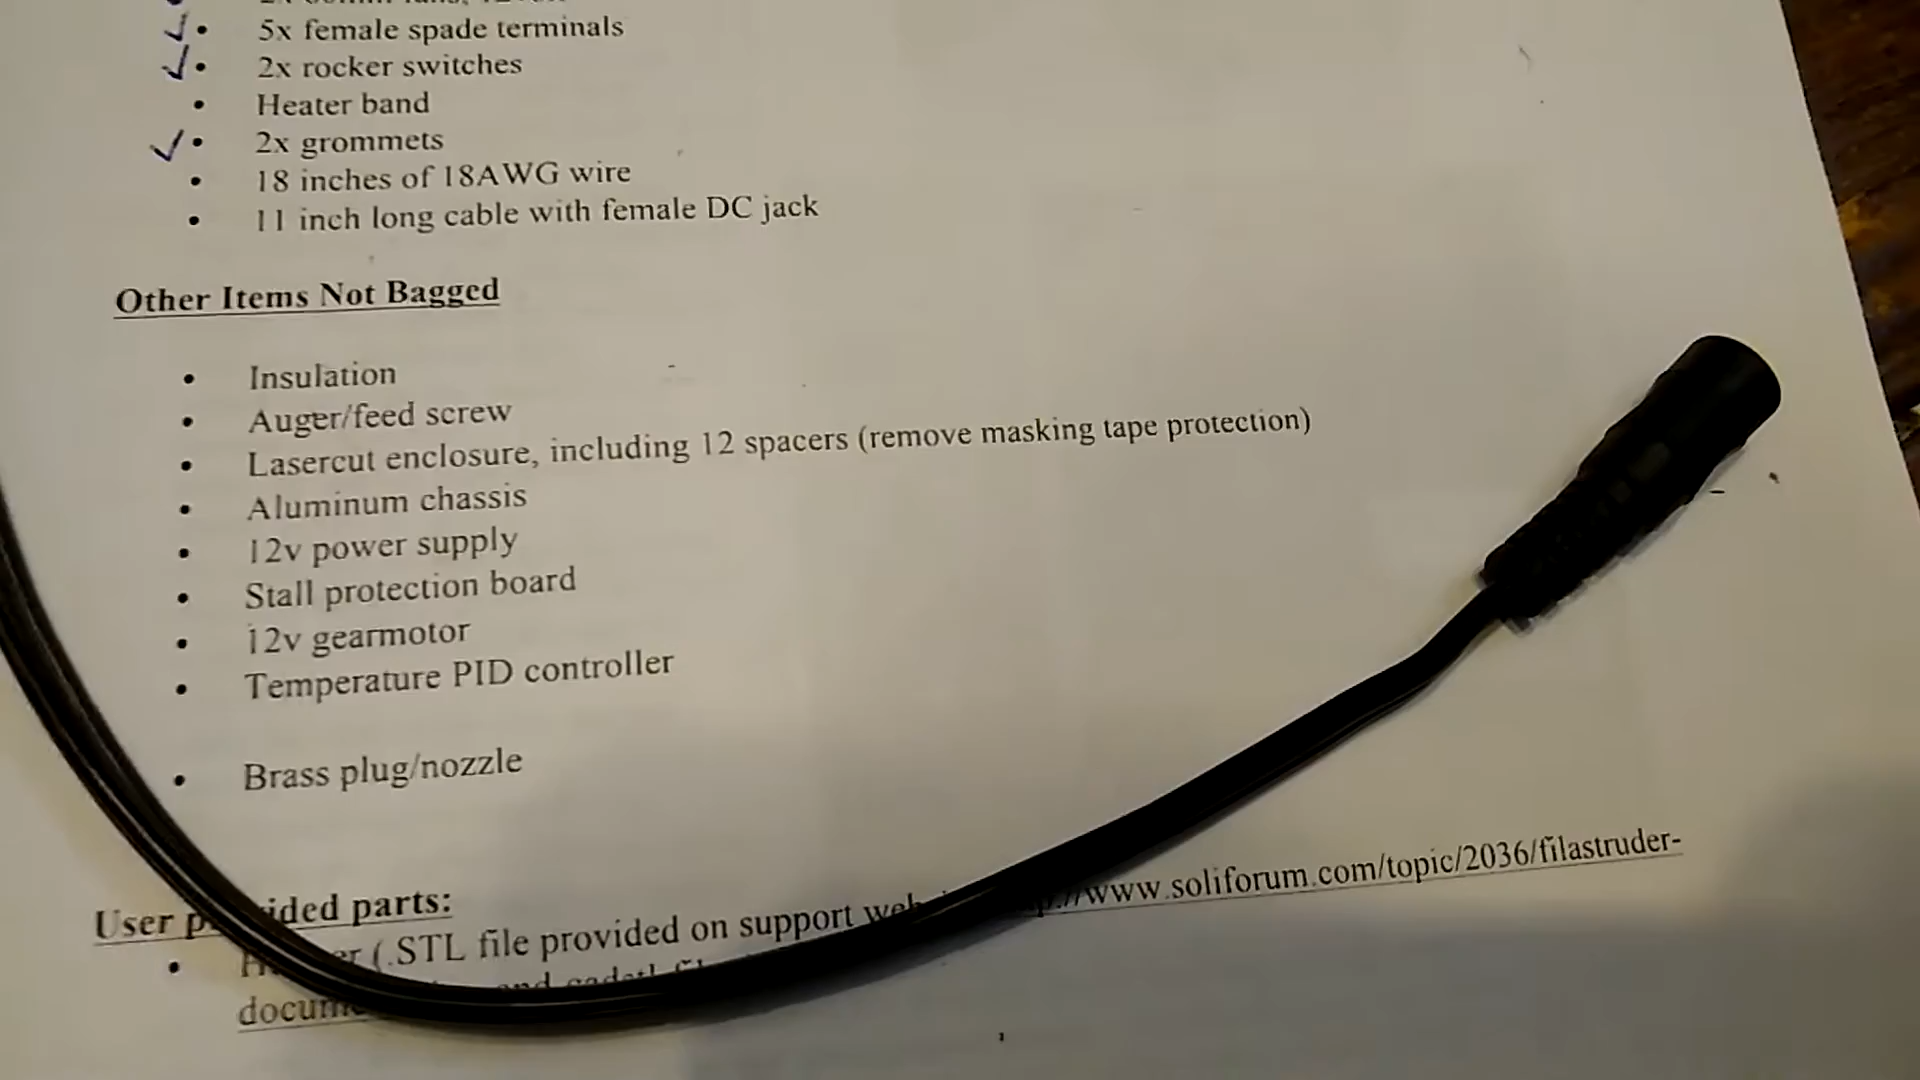 5x female spade terminals
2x rocker switches
Heater band
2x grommets
18 inches of 18AWG wire
11 inch long cable with female DC jack
Other Items Not Bagged
Insulation
Auger/feed screw
Lasercut enclosure, including 12 spacers (remove masking tape protection)
Aluminum chassis
12v power supply
Stall protection board
12v gearmotor
Temperature PID controller
Brass plug/nozzle
User parts:
(.STL file provided on support //www.soliforum.com/topic/2036/filastruder-